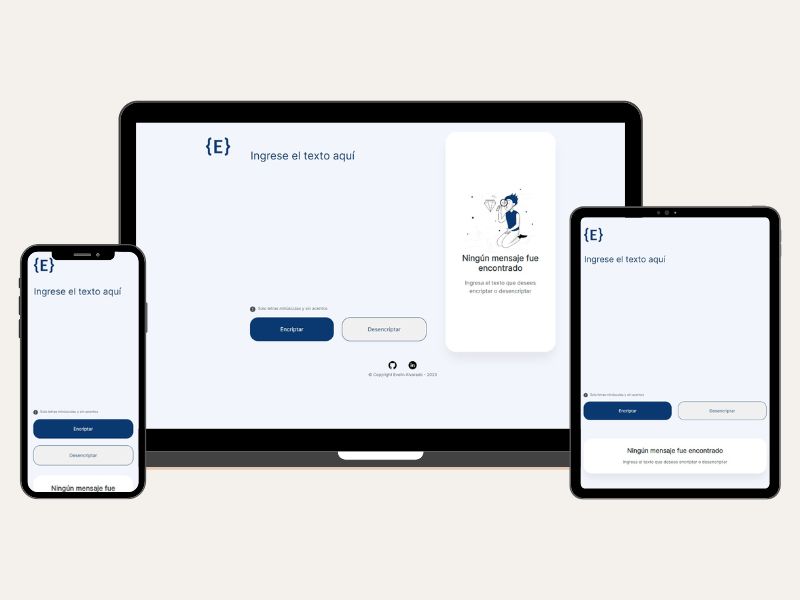 {E}
Ingrese el texto aquí
Ningún mensaje fue
encontrado
Ingresa el texto que desees
encriptar o desencriptar
Solo letras minúsculas y sin acentos
Encriptar
Desencriptar
© Copyright Evelin Alvarado - 2023
{E}
Ingrese el texto aquí
Solo letras minúsculas y sin acentos
Encriptar
Desencriptar
Ningún mensaje fue
{E}
Ingrese el texto aquí
Solo letras minúsculas y sin acentos
Encriptar
Desencriptar
Ningún mensaje fue encontrado
Ingresa el texto que desees encriptar o desencriptar